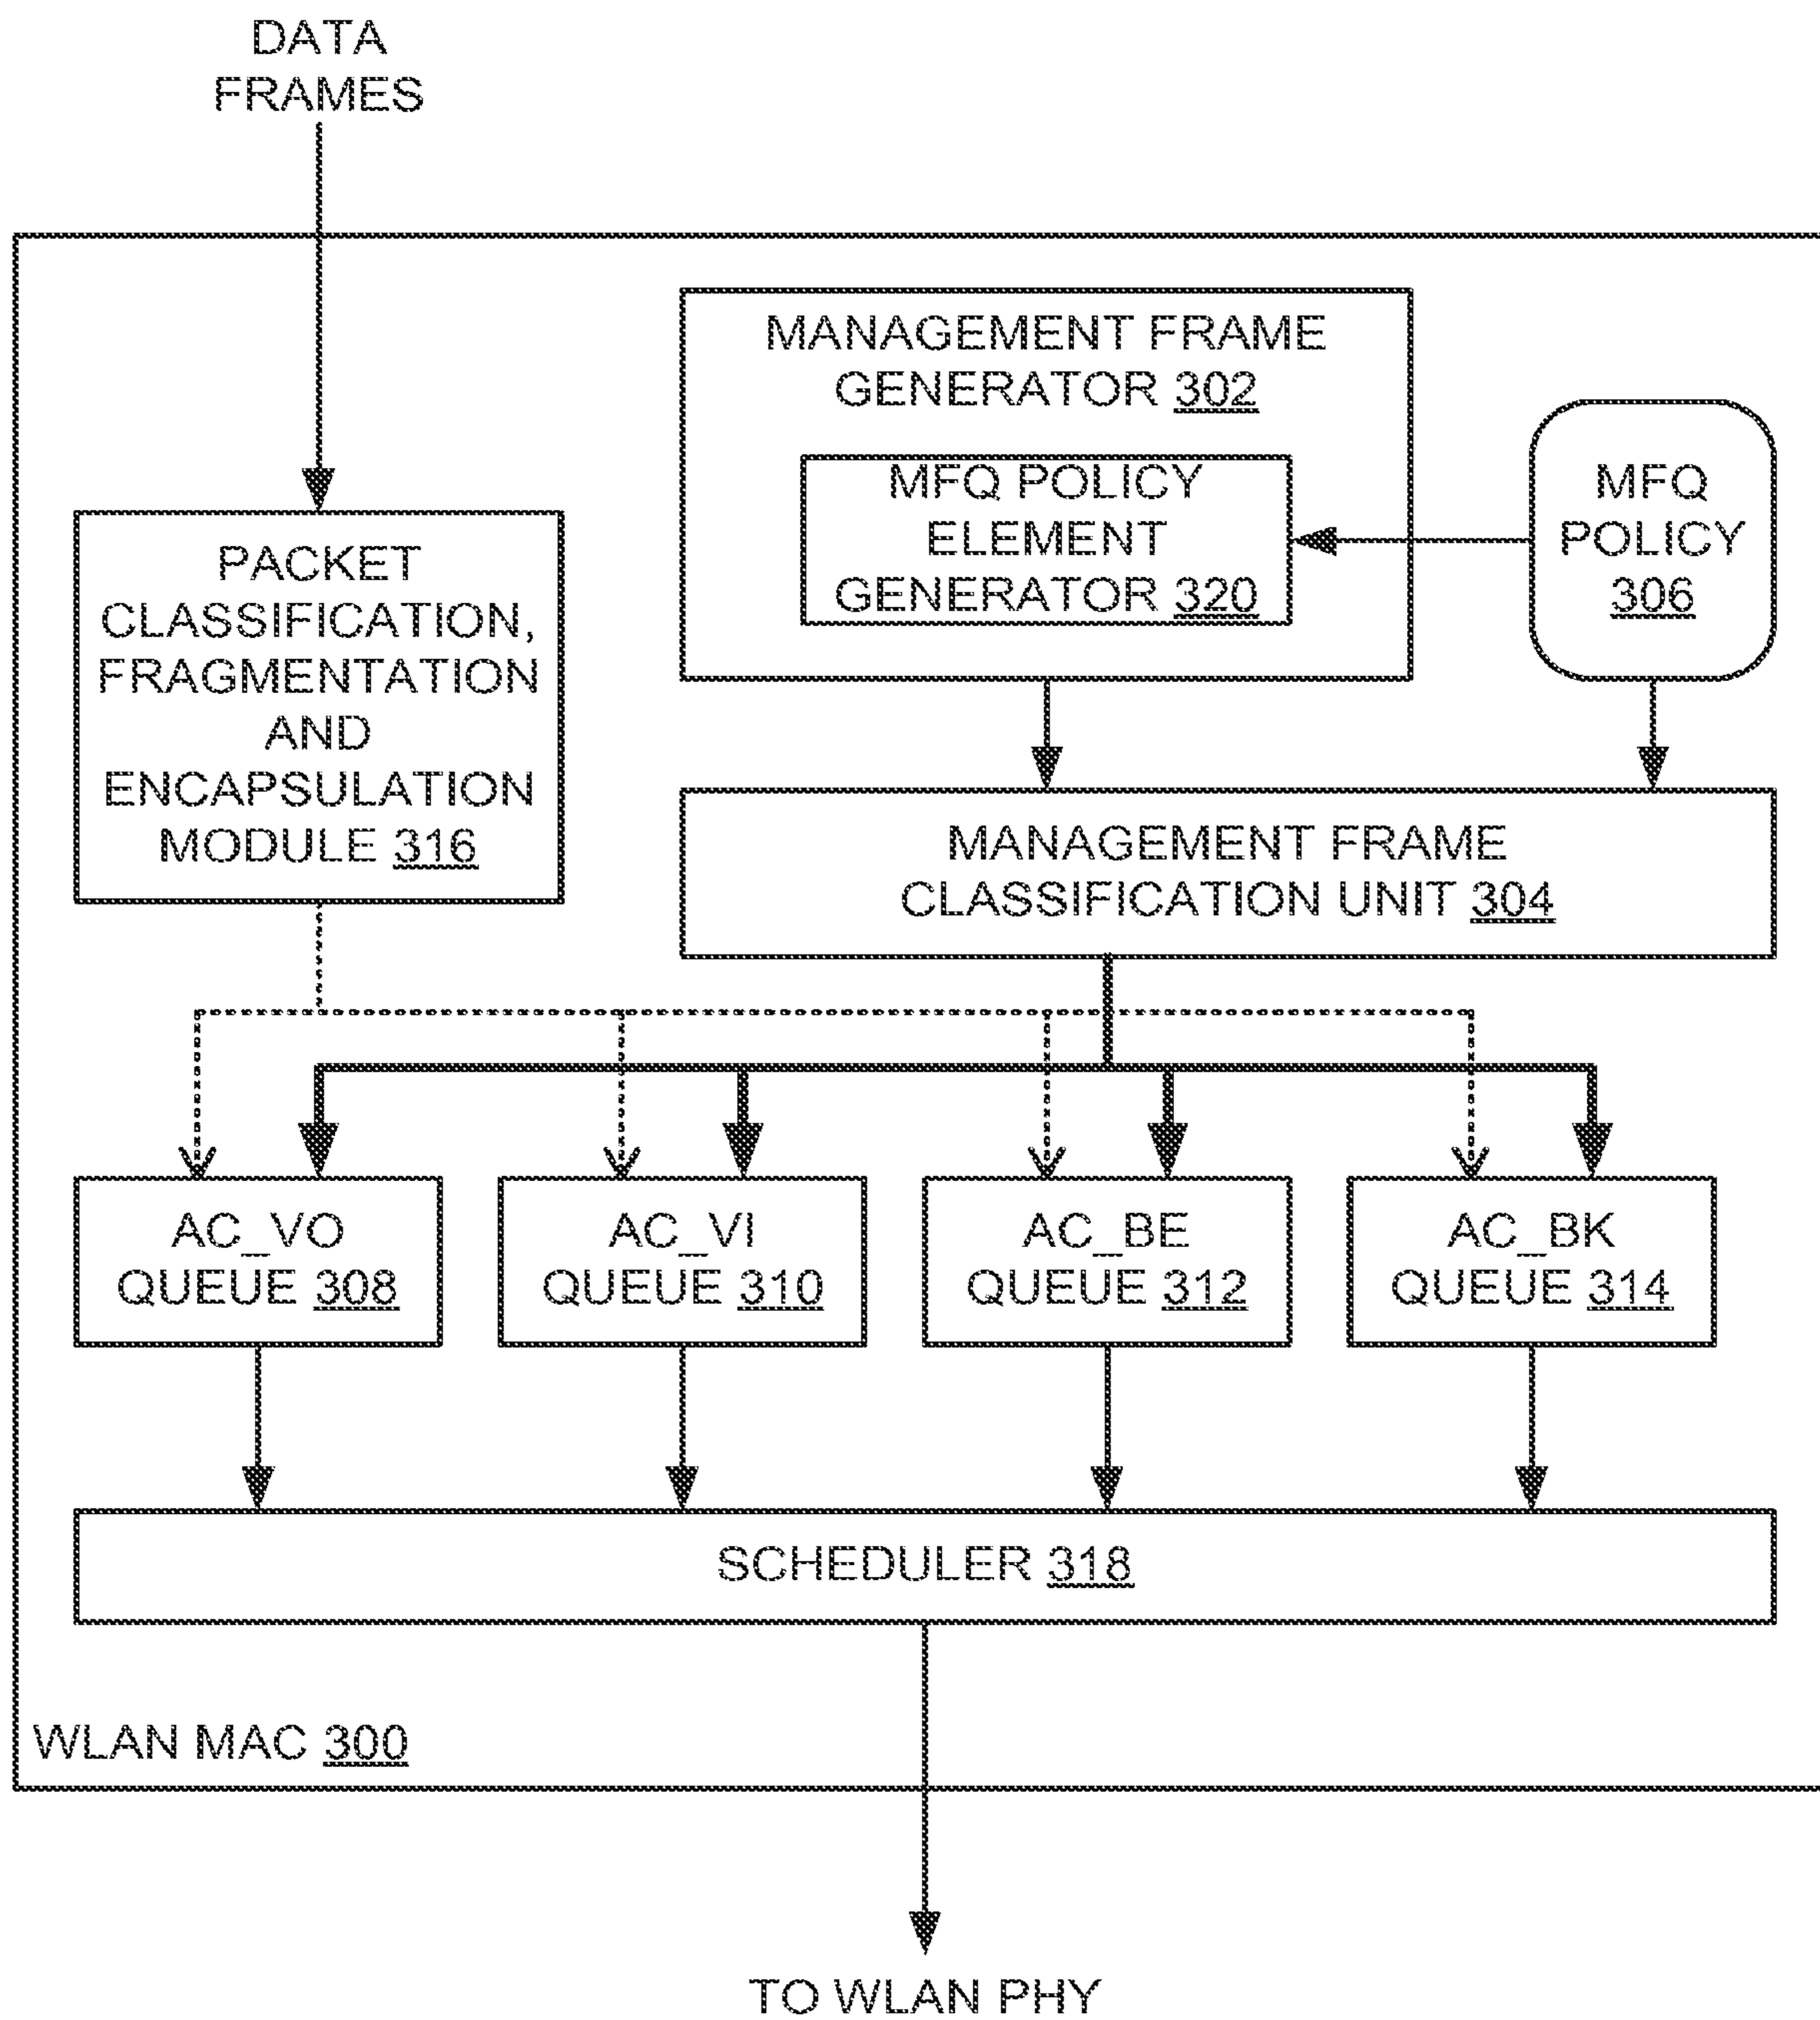 DATA
FRAMES
MANAGEMENT FRAME
GENERATOR 302
MFQ POLICY
ELEMENT
GENERATOR 320
MFQ
POLICY
306
PACKET
CLASSIFICATION,
FRAGMENTATION
AND
ENCAPSULATION
MODULE 316
MANAGEMENT FRAME
CLASSIFICATION UNIT 304
AC_VO
QUEUE 308
AC_VI
QUEUE 310
AC_BE
QUEUE 312
AC_BK
QUEUE 314
SCHEDULER 318
WLAN MAC 300
TO WLAN PHY